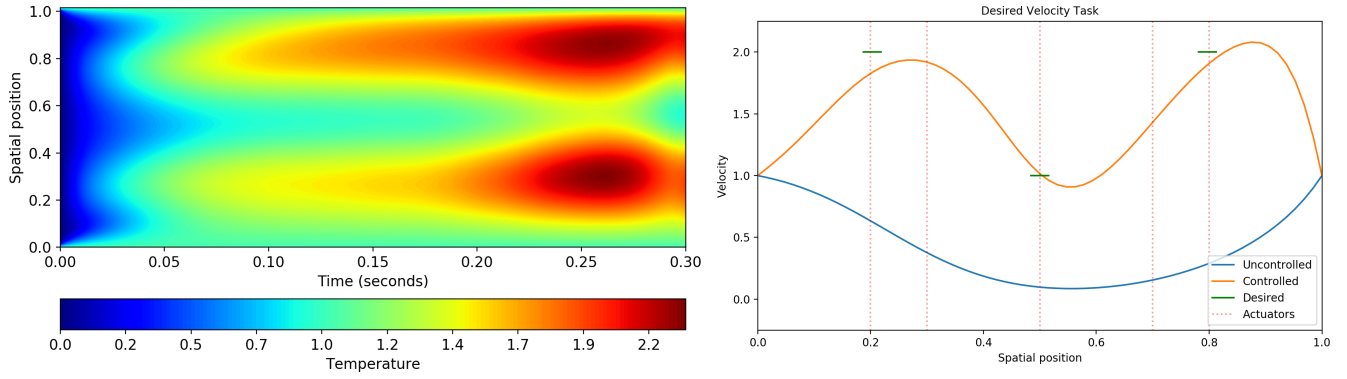 1.0
0.8
0.6
0.4
0.2
0.0
Spatial position
0.00 0.05 0.10 0.15 0.20 0.25 0.30
Time (seconds)
0.0 0.2 0.5 0.7 1.0 1.2 1.4 1.7 1.9 2.2
Temperature
Desired Velocity Task
2.0
1.5
1.0
0.5
0.0
Velocity
0.0 0.2 0.4 0.6 0.8 1.0
Spatial position
Uncontrolled
Controlled
Desired
Actuators